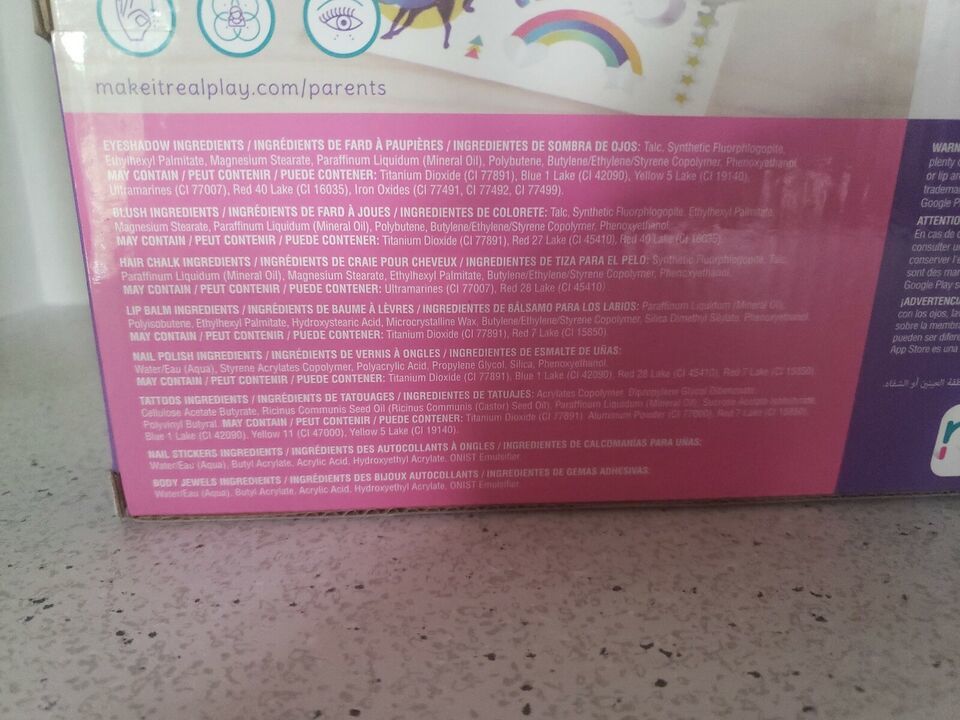 makeitrealplay.com/parents
EYESHADOW INGREDIENTS / INGRÉDIENTS DE FARD À PAUPIÈRES / INGREDIENTES DE SOMBRA DE OJOS: Talc, Synthetic Fluorphlogopite,
Ethylhexyl Palmitate, Magnesium Stearate, Paraffinum Liquidum (Mineral Oil), Polybutene, Butylene/Ethylene/Styrene Copolymer, Phenoxyethanol.
MAY CONTAIN / PEUT CONTENIR / PUEDE CONTENER: Titanium Dioxide (CI 77891), Blue 1 Lake (CI 42090), Yellow 5 Lake (CI 19140),
Ultramarines (CI 77007), Red 40 Lake (CI 16035), Iron Oxides (CI 77491, CI 77492, CI 77499).
BLUSH INGREDIENTS / INGRÉDIENTS DE FARD À JOUES / INGREDIENTES DE COLORETE: Talc, Synthetic Fluorphlogopite, Ethylhexyl Palmitate,
Magnesium Stearate, Paraffinum Liquidum (Mineral Oil), Polybutene, Butylene/Ethylene/Styrene Copolymer, Phenoxyethanol.
MAY CONTAIN / PEUT CONTENIR / PUEDE CONTENER: Titanium Dioxide (CI 77891), Red 27 Lake (CI 45410), Red 40 Lake (CI 16035).
HAIR CHALK INGREDIENTS / INGRÉDIENTS DE CRAIE POUR CHEVEUX / INGREDIENTES DE TIZA PARA EL PELO: Synthetic Fluorphlogopite, Talc,
Paraffinum Liquidum (Mineral Oil), Magnesium Stearate, Ethylhexyl Palmitate, Butylene/Ethylene/Styrene Copolymer, Phenoxyethanol.
MAY CONTAIN / PEUT CONTENIR / PUEDE CONTENER: Ultramarines (CI 77007), Red 28 Lake (CI 45410).
LIP BALM INGREDIENTS / INGRÉDIENTS DE BAUME À LÈVRES / INGREDIENTES DE BÁLSAMO PARA LOS LABIOS: Paraffinum Liquidum (Mineral Oil),
Polyisobutene, Ethylhexyl Palmitate, Hydroxystearic Acid, Microcrystalline Wax, Butylene/Ethylene/Styrene Copolymer, Silica Dimethyl Silylate, Phenoxyethanol.
MAY CONTAIN / PEUT CONTENIR / PUEDE CONTENER: Titanium Dioxide (CI 77891), Red 7 Lake (CI 15850).
NAIL POLISH INGREDIENTS / INGRÉDIENTS DE VERNIS À ONGLES / INGREDIENTES DE ESMALTE DE UÑAS:
Water/Eau (Aqua), Styrene Acrylates Copolymer, Polyacrylic Acid, Propylene Glycol, Silica, Phenoxyethanol.
MAY CONTAIN / PEUT CONTENIR / PUEDE CONTENER: Titanium Dioxide (CI 77891), Blue 1 Lake (CI 42090), Red 28 Lake (CI 45410), Red 7 Lake (CI 15850).
TATTOOS INGREDIENTS / INGRÉDIENTS DE TATOUAGES / INGREDIENTES DE TATUAJES: Acrylates Copolymer, Dipropylene Glycol Dibenzoate,
Cellulose Acetate Butyrate, Ricinus Communis Seed Oil (Ricinus Communis (Castor) Seed Oil), Paraffinum Liquidum (Mineral Oil), Sucrose Acetate Isobutyrate,
Polyvinyl Butyral. MAY CONTAIN / PEUT CONTENIR / PUEDE CONTENER: Titanium Dioxide (CI 77891) Aluminum Powder (CI 77000), Red 7 Lake (CI 15850),
Blue 1 Lake (CI 42090), Yellow 11 (CI 47000), Yellow 5 Lake (CI 19140).
NAIL STICKERS INGREDIENTS / INGRÉDIENTS DES AUTOCOLLANTS À ONGLES / INGREDIENTES DE CALCOMANÍAS PARA UÑAS:
Water/Eau (Aqua), Butyl Acrylate, Acrylic Acid, Hydroxyethyl Acrylate, ONIST Emulsifier.
BODY JEWELS INGREDIENTS / INGRÉDIENTS DES BIJOUX AUTOCOLLANTS / INGREDIENTES DE GEMAS ADHESIVAS:
Water/Eau (Aqua), Butyl Acrylate, Acrylic Acid, Hydroxyethyl Acrylate, ONIST Emulsifier.
WARN
plenty
or lip are
tradema
Google P
ATTENTIO
En cas de c
consulter u
conserver l'é
sont des mar
Google Play s
¡ADVERTENCI
con los ojos, la
sobre la membra
pueden ser difere
App Store es una
ظقة العينين أو الشفاه.